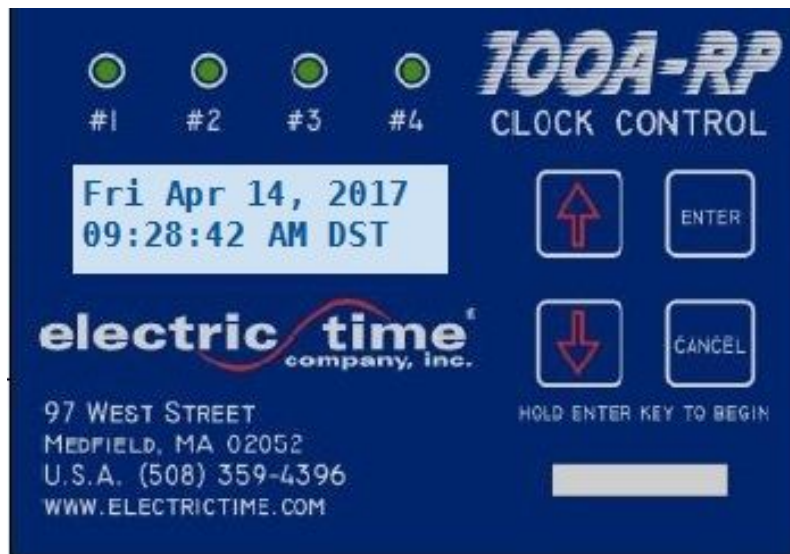 #1 #2 #3 #4
100A-RP
CLOCK CONTROL
Fri Apr 14, 2017
09:28:42 AM DST
ENTER
electric time
company, inc.
CANCEL
HOLD ENTER KEY TO BEGIN
97 WEST STREET
MEDFIELD, MA 02052
U.S.A. (508) 359-4396
WWW.ELECTRICTIME.COM